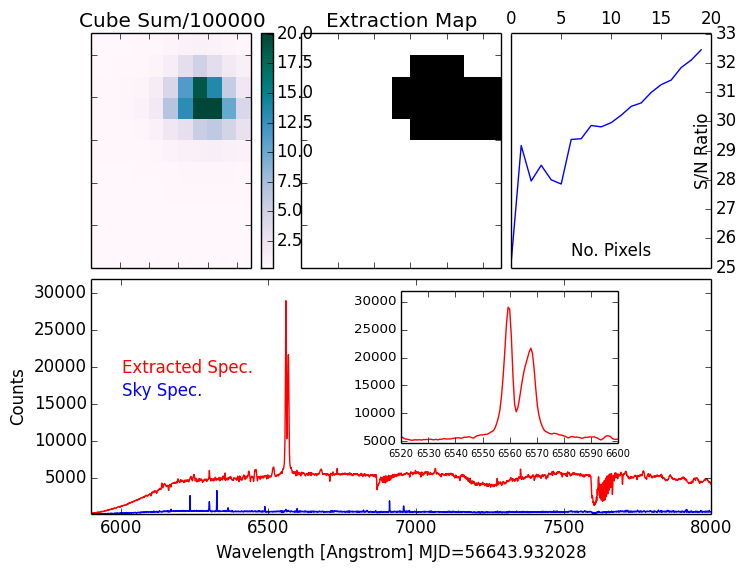 Cube Sum/100000
Extraction Map
0 5 10 15 20
20.0
17.5
15.0
12.5
10.0
7.5
5.0
2.5
33
32
31
30
29
28
27
26
25
S/N Ratio
No. Pixels
30000
25000
20000
15000
10000
5000
Counts
Extracted Spec.
Sky Spec.
30000
25000
20000
15000
10000
5000
6520 6530 6540 6550 6560 6570 6580 6590 6600
6000 6500 7000 7500 8000
Wavelength [Angstrom] MJD=56643.932028